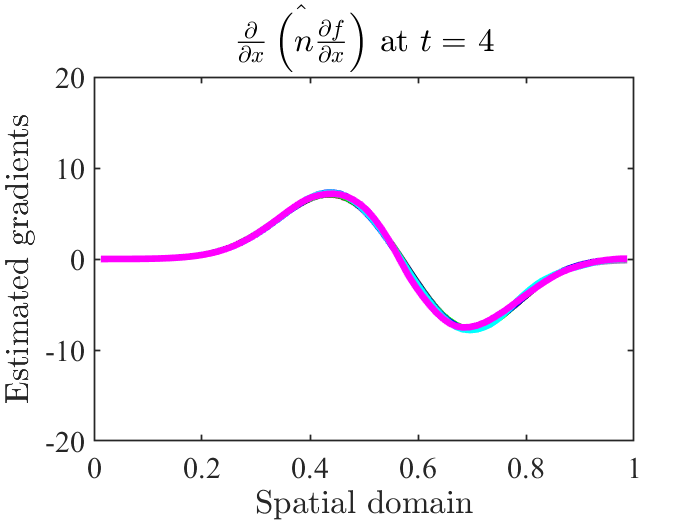 ∂/∂x (n̂ ∂f/∂x) at t = 4
20
10
0
-10
-20
Estimated gradients
0 0.2 0.4 0.6 0.8 1
Spatial domain